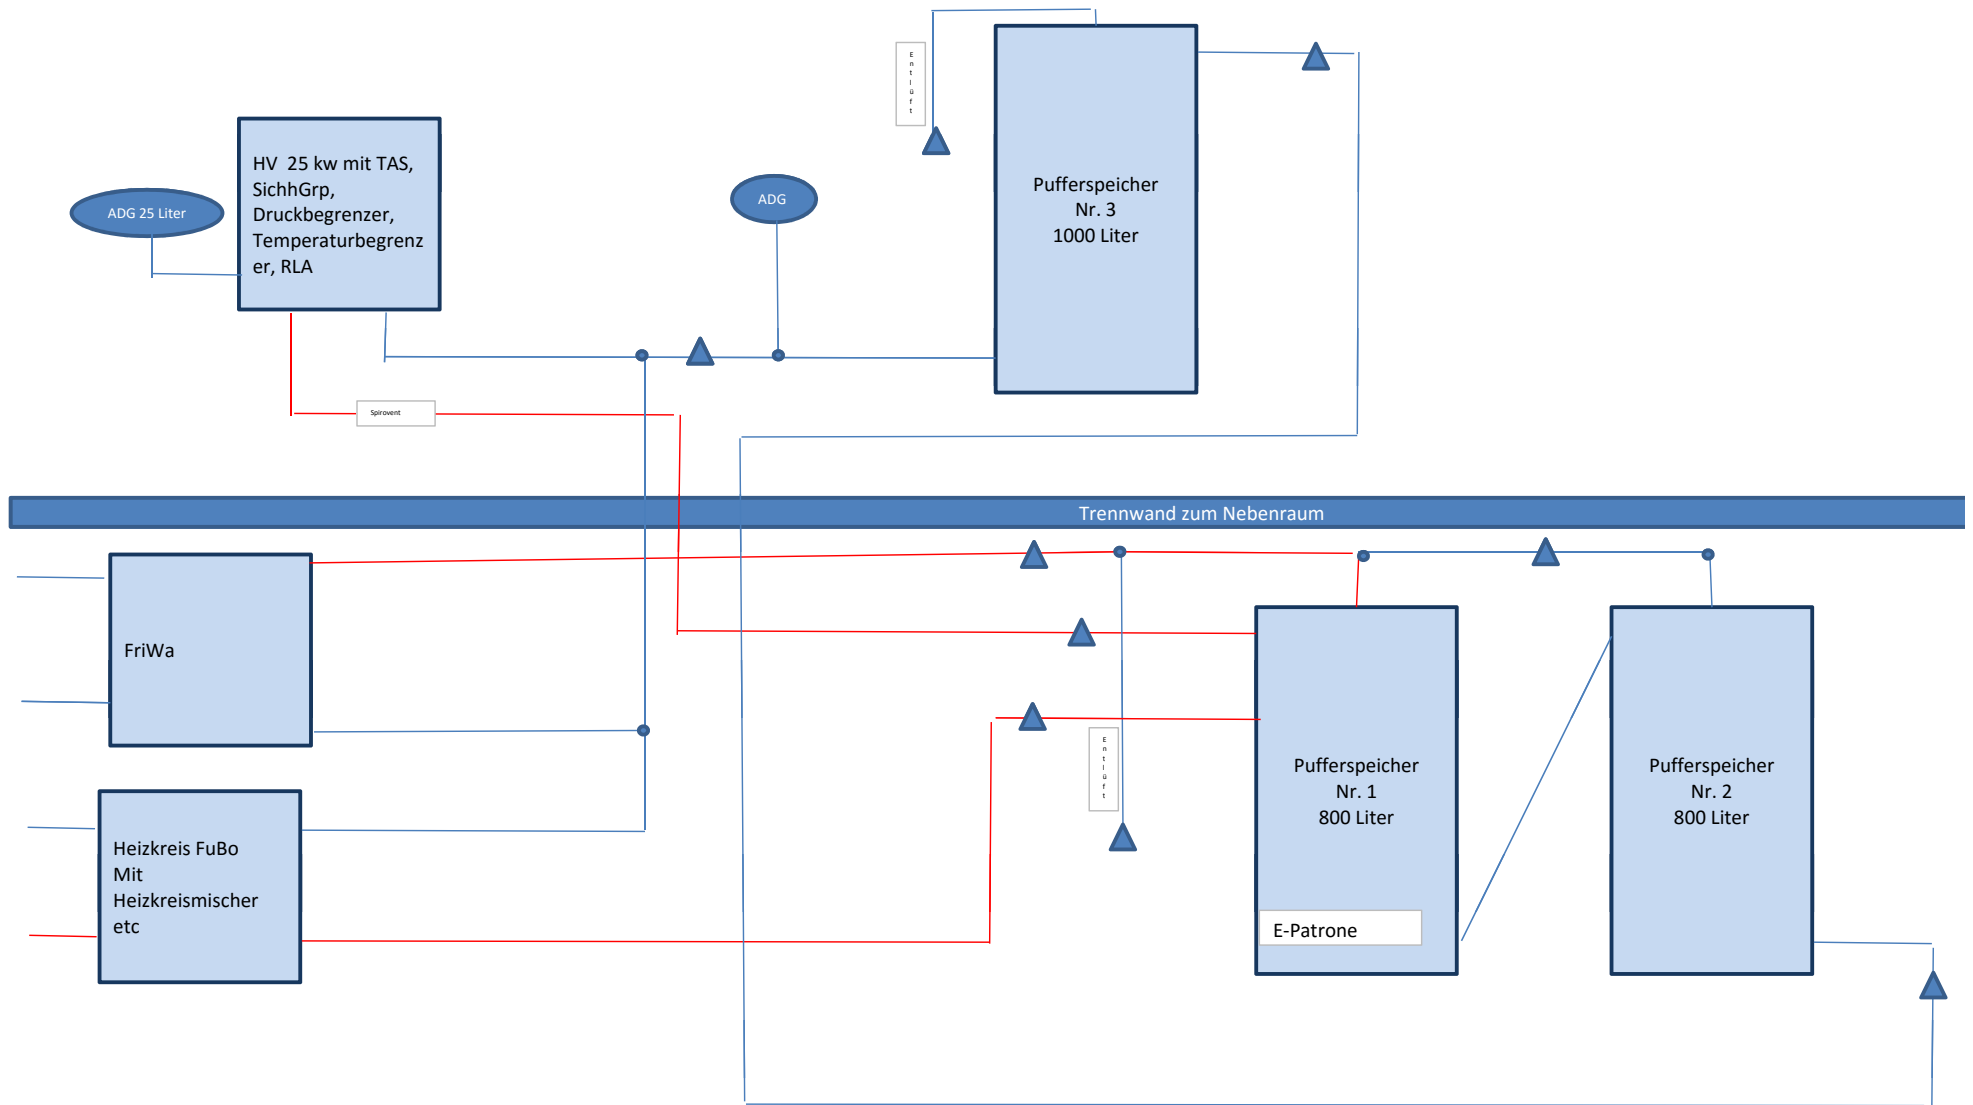 E
n
t
l
ü
f
t
HV  25 kw mit TAS,
SichhGrp,
Druckbegrenzer,
Temperaturbegrenz
er, RLA
ADG 25 Liter
ADG
Pufferspeicher
Nr. 3
1000 Liter
Spirovent
Trennwand zum Nebenraum
FriWa
E
n
t
l
ü
f
t
Pufferspeicher
Nr. 1
800 Liter
Pufferspeicher
Nr. 2
800 Liter
Heizkreis FuBo
Mit
Heizkreismischer
etc
E-Patrone